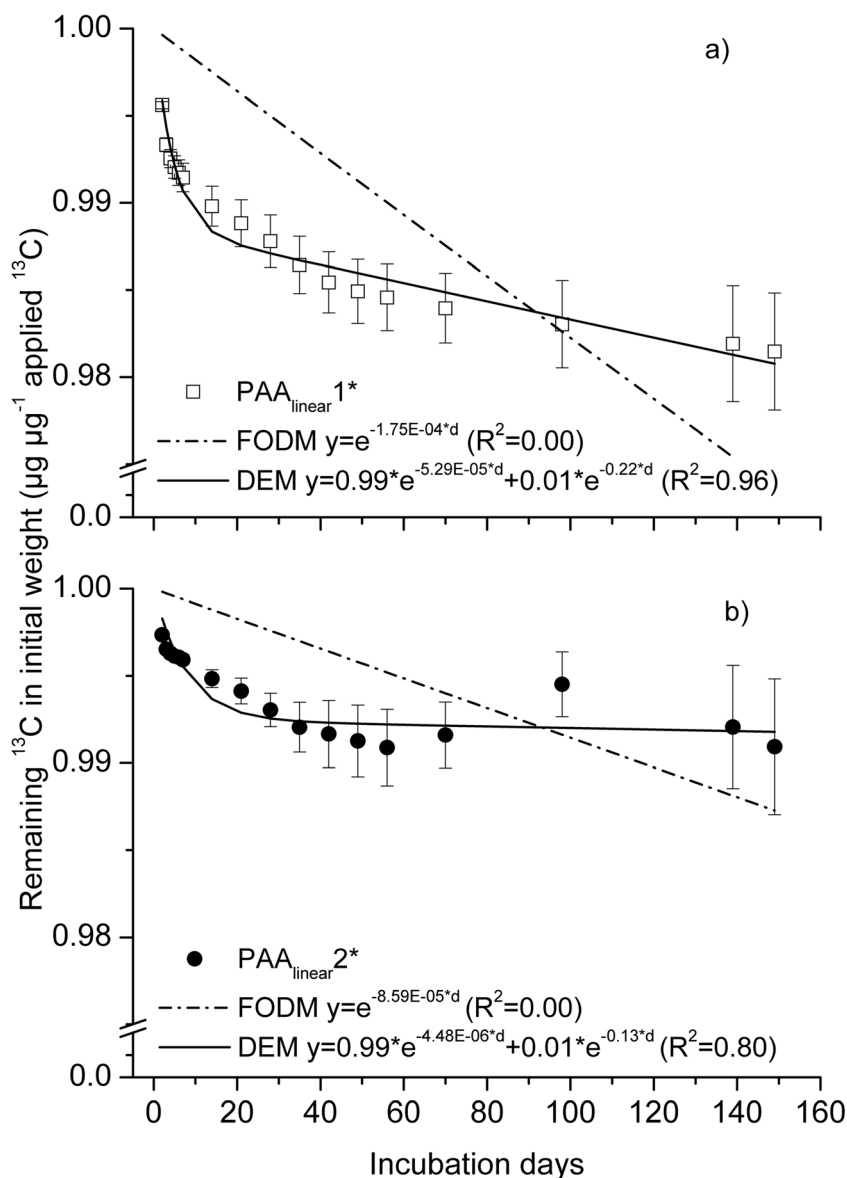 Remaining ¹³C in initial weight (µg µg⁻¹ applied ¹³C)
1.00
a)
0.99
0.98
PAA_linear1*
FODM y=e^-1.75E-04*d (R²=0.00)
DEM y=0.99*e^-5.29E-05*d+0.01*e^-0.22*d (R²=0.96)
0.0
1.00
b)
0.99
0.98
PAA_linear2*
FODM y=e^-8.59E-05*d (R²=0.00)
DEM y=0.99*e^-4.48E-06*d+0.01*e^-0.13*d (R²=0.80)
0.0
0 20 40 60 80 100 120 140 160
Incubation days